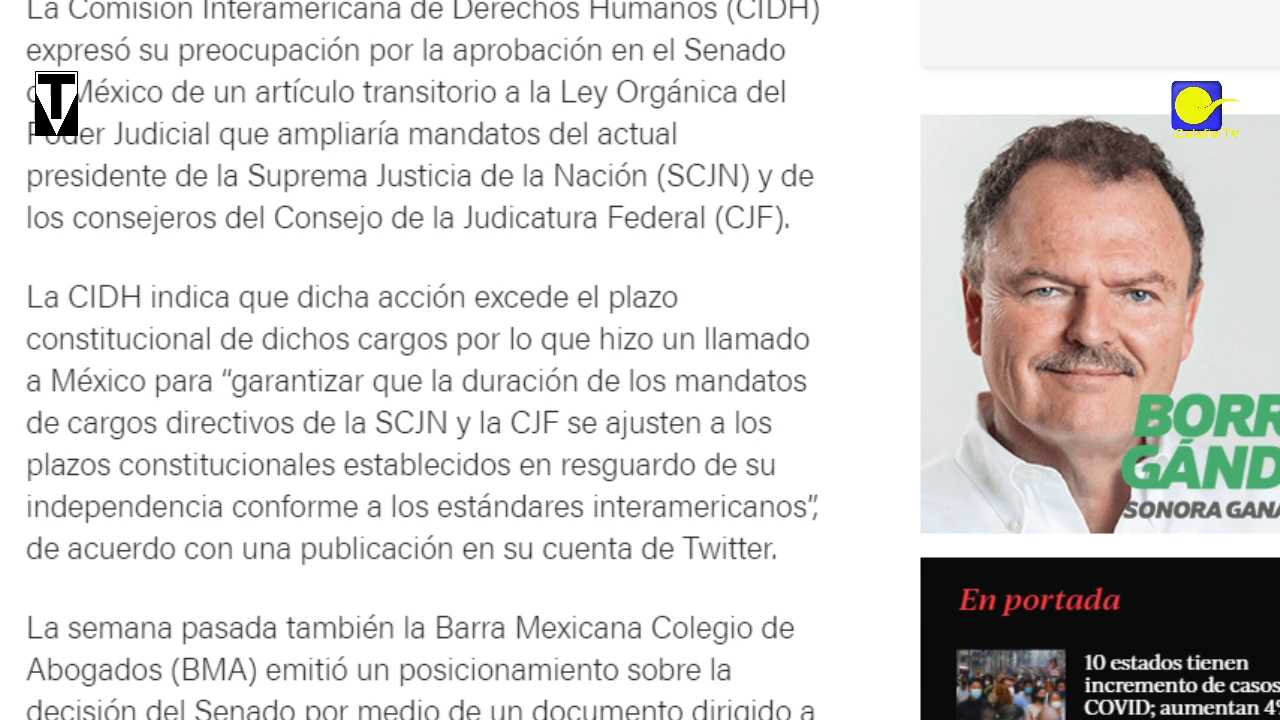 La Comisión Interamericana de Derechos Humanos (CIDH)
expresó su preocupación por la aprobación en el Senado
México de un artículo transitorio a la Ley Orgánica del
Poder Judicial que ampliaría mandatos del actual
presidente de la Suprema Justicia de la Nación (SCJN) y de
los consejeros del Consejo de la Judicatura Federal (CJF).
La CIDH indica que dicha acción excede el plazo
constitucional de dichos cargos por lo que hizo un llamado
a México para “garantizar que la duración de los mandatos
de cargos directivos de la SCJN y la CJF se ajusten a los
plazos constitucionales establecidos en resguardo de su
independencia conforme a los estándares interamericanos”,
de acuerdo con una publicación en su cuenta de Twitter.
La semana pasada también la Barra Mexicana Colegio de
Abogados (BMA) emitió un posicionamiento sobre la
decisión del Senado por medio de un documento dirigido a
TV
Calafia TV
BORR
GÁND
SONORA GANA
En portada
10 estados tienen
incremento de casos
COVID; aumentan 4%